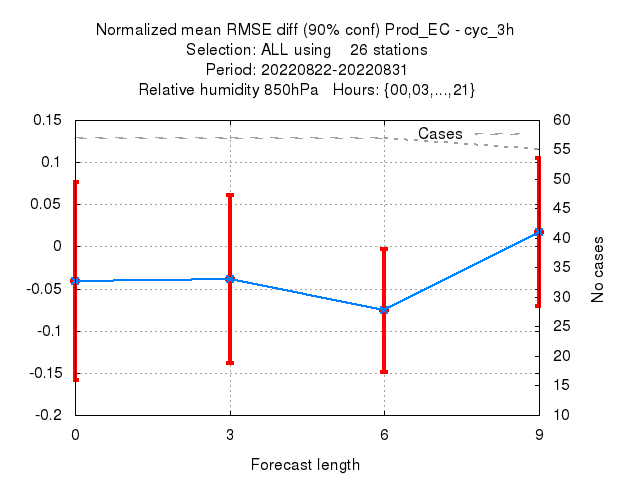 Normalized mean RMSE diff (90% conf) Prod_EC - cyc_3h
Selection: ALL using    26 stations
Period: 20220822-20220831
Relative humidity 850hPa   Hours: {00,03,...,21}
Cases
0.15
0.1
0.05
0
-0.05
-0.1
-0.15
-0.2
60
55
50
45
40
35
30
25
20
15
10
No cases
0 3 6 9
Forecast length